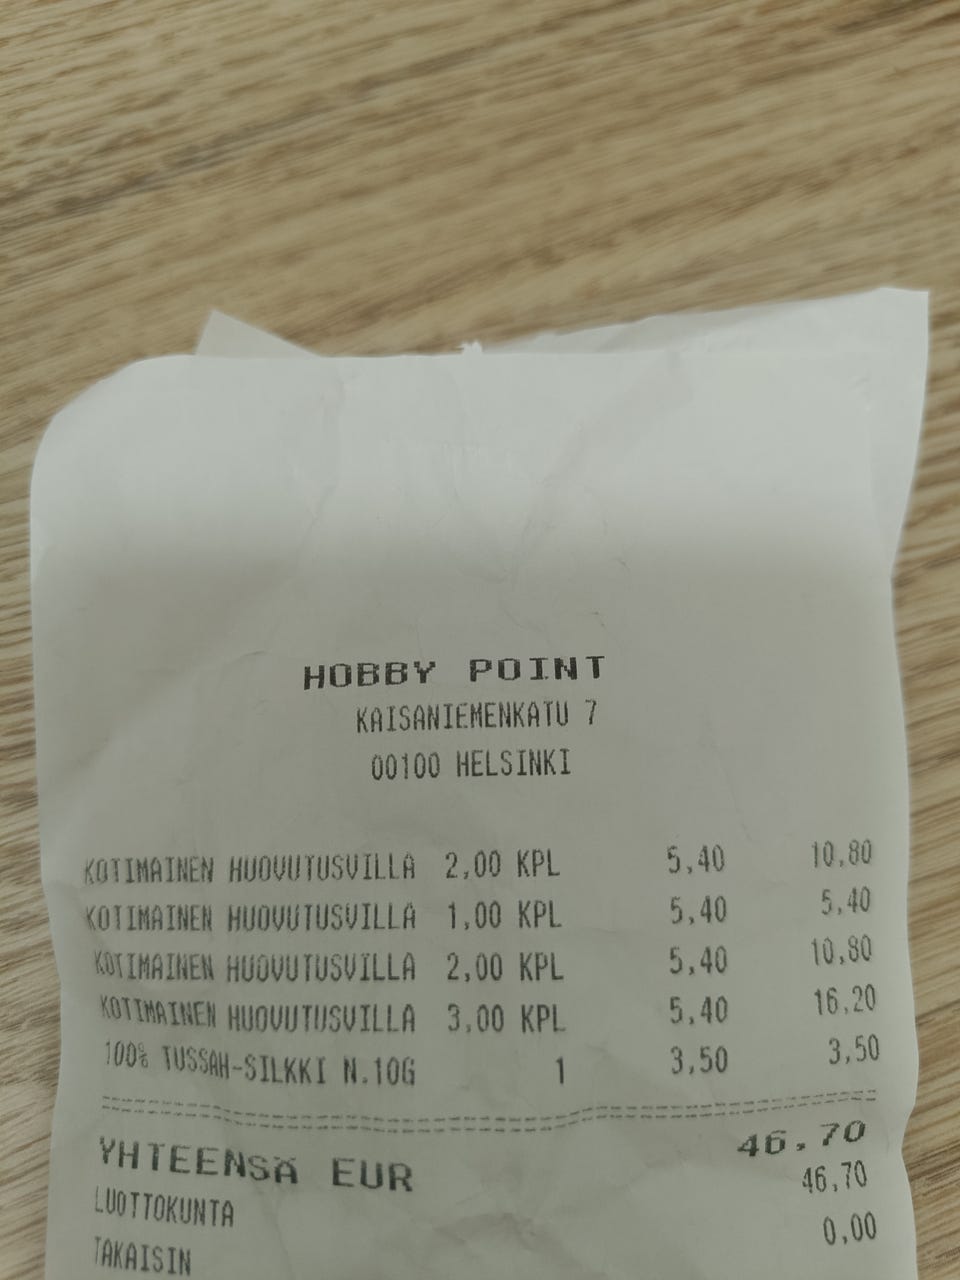 HOBBY POINT
KAISANIEMENKATU 7
00100 HELSINKI
KOTIMAINEN HUOVUTUSVILLA 2,00 KPL 5,40 10,80
KOTIMAINEN HUOVUTUSVILLA 1,00 KPL 5,40 5,40
KOTIMAINEN HUOVUTUSVILLA 2,00 KPL 5,40 10,80
KOTIMAINEN HUOVUTUSVILLA 3,00 KPL 5,40 16,20
100% TUSSAH-SILKKI N.10G 1 3,50 3,50
YHTEENSÄ EUR 46,70
LUOTTOKUNTA 46,70
TAKAISIN 0,00